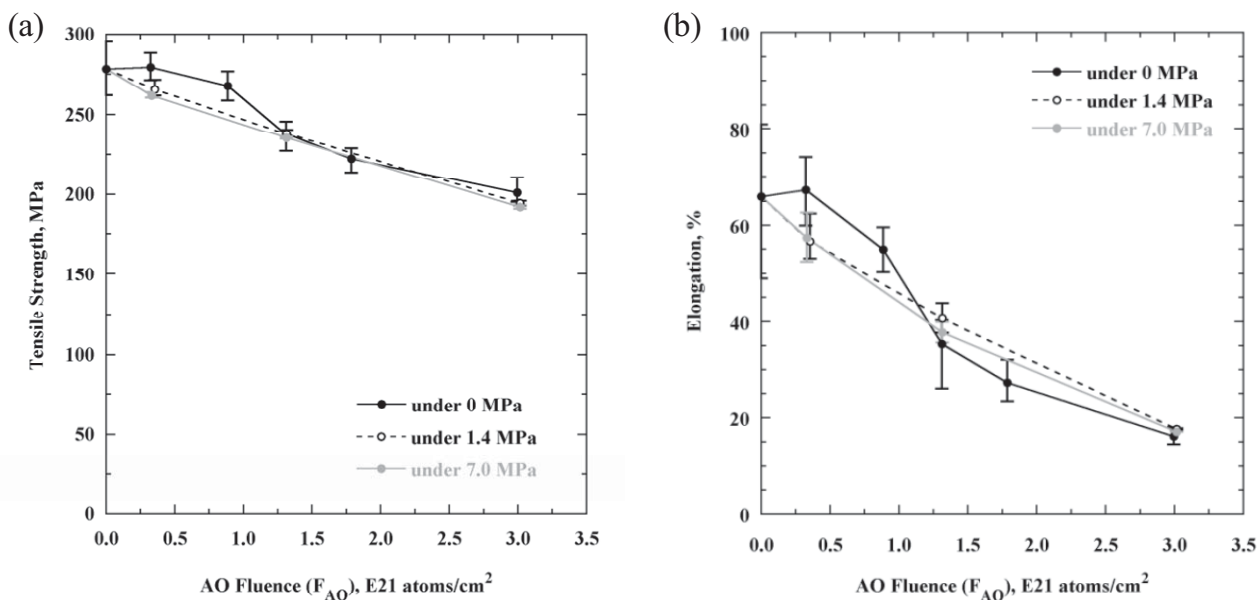 (a)
300
250
200
150
100
50
0
Tensile Strength, MPa
under 0 MPa
under 1.4 MPa
under 7.0 MPa
0.0 0.5 1.0 1.5 2.0 2.5 3.0 3.5
AO Fluence (F_AO), E21 atoms/cm²
(b)
100
80
60
40
20
0
Elongation, %
under 0 MPa
under 1.4 MPa
under 7.0 MPa
0.0 0.5 1.0 1.5 2.0 2.5 3.0 3.5
AO Fluence (F_AO), E21 atoms/cm²